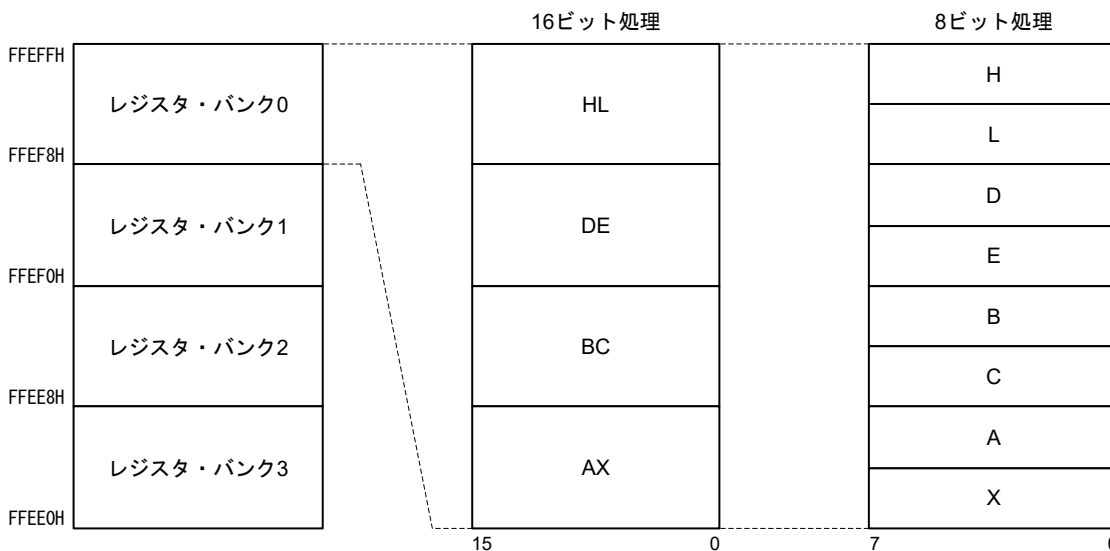 16ビット処理
8ビット処理
FFEFFH
レジスタ・バンク0
HL
H
L
FFEF8H
レジスタ・バンク1
DE
D
E
FFEF0H
レジスタ・バンク2
BC
B
C
FFEE8H
レジスタ・バンク3
AX
A
X
FFEE0H
15
0
7
0